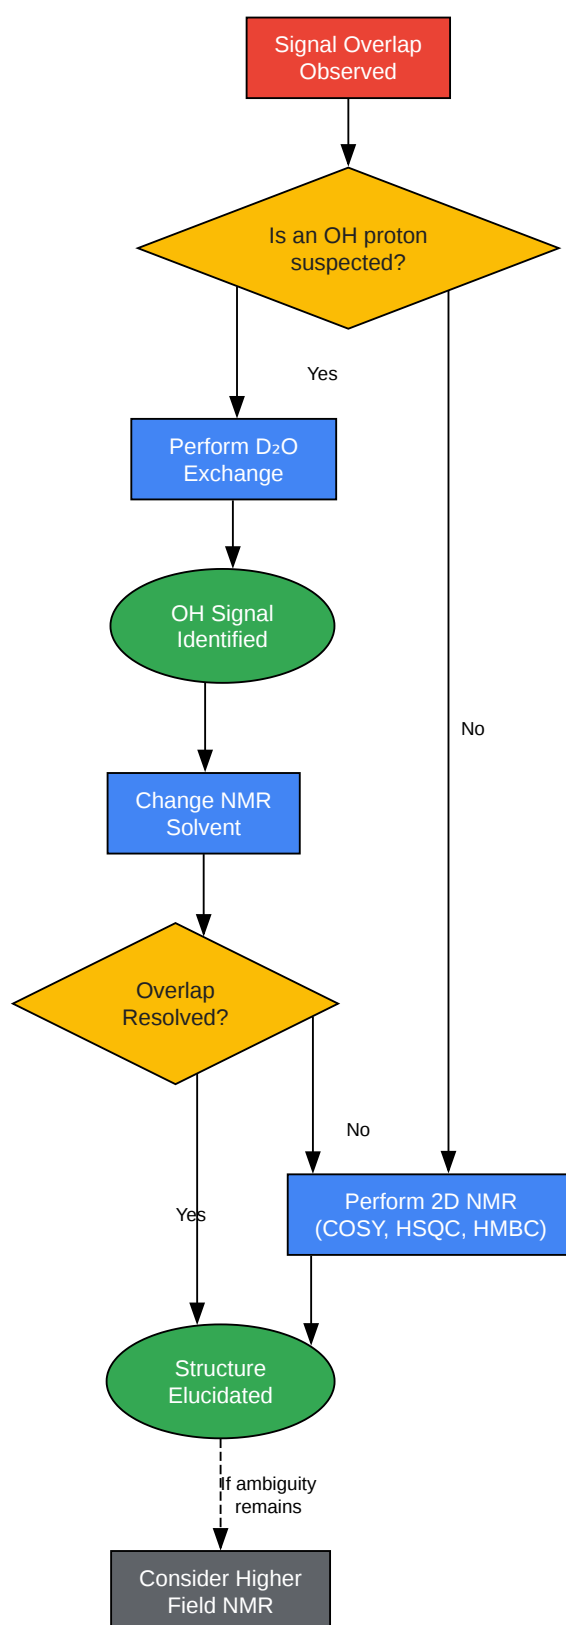 Signal Overlap
Observed
Is an OH proton
suspected?
Yes
Perform D₂O
Exchange
OH Signal
Identified
No
Change NMR
Solvent
Overlap
Resolved?
No
Perform 2D NMR
(COSY, HSQC, HMBC)
Yes
Structure
Elucidated
If ambiguity
remains
Consider Higher
Field NMR